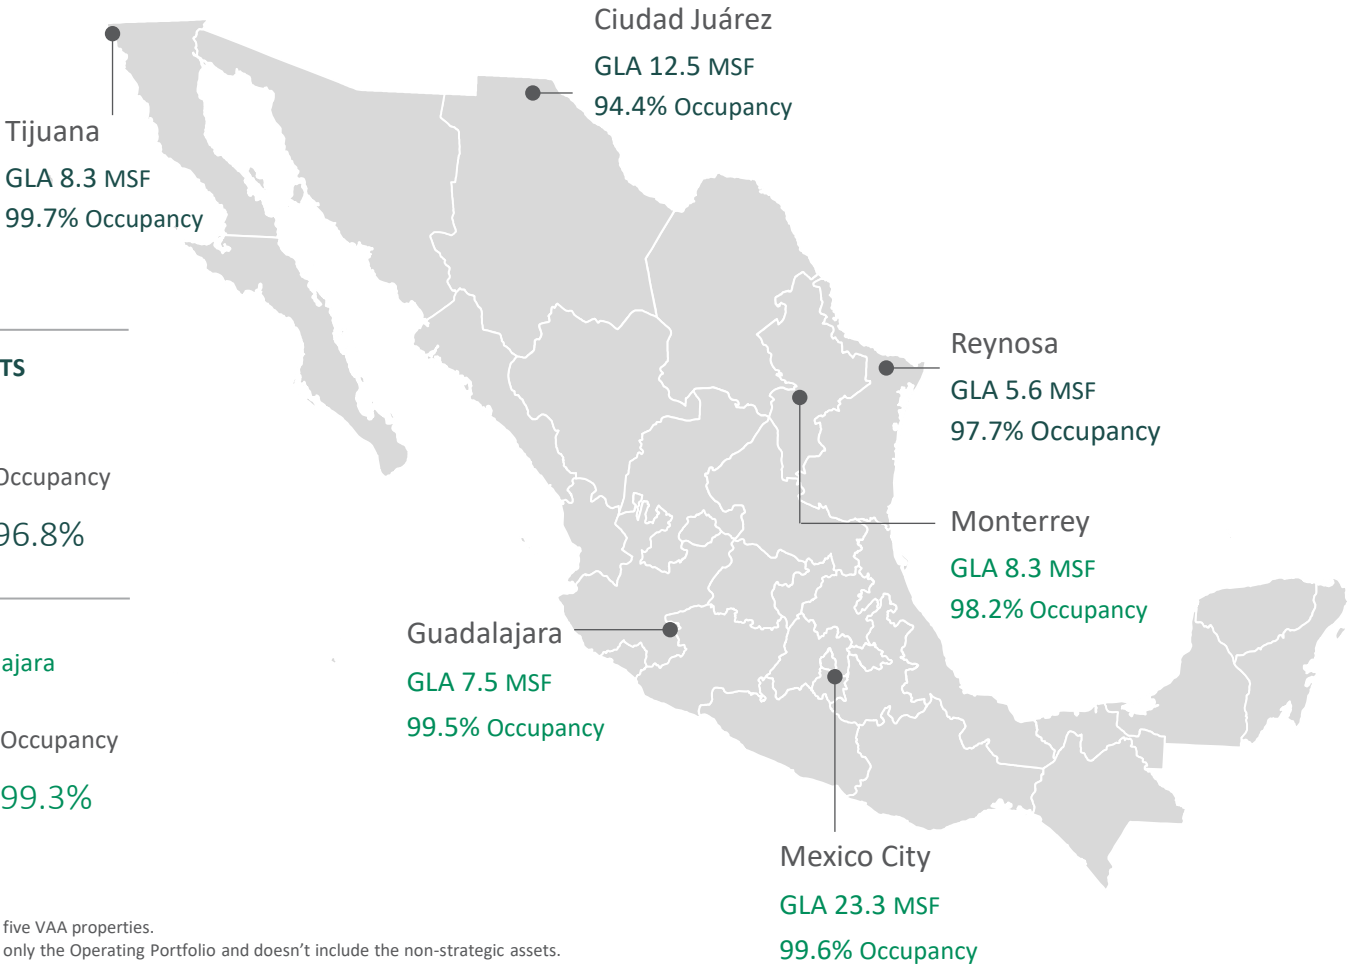 Ciudad Juárez
GLA 12.5 MSF
94.4% Occupancy
Tijuana
GLA 8.3 MSF
99.7% Occupancy
Reynosa
GLA 5.6 MSF
97.7% Occupancy
TS
Occupancy
96.8%
Monterrey
GLA 8.3 MSF
98.2% Occupancy
Guadalajara
GLA 7.5 MSF
99.5% Occupancy
ajara
Occupancy
99.3%
Mexico City
GLA 23.3 MSF
99.6% Occupancy
five VAA properties.
only the Operating Portfolio and doesn’t include the non-strategic assets.